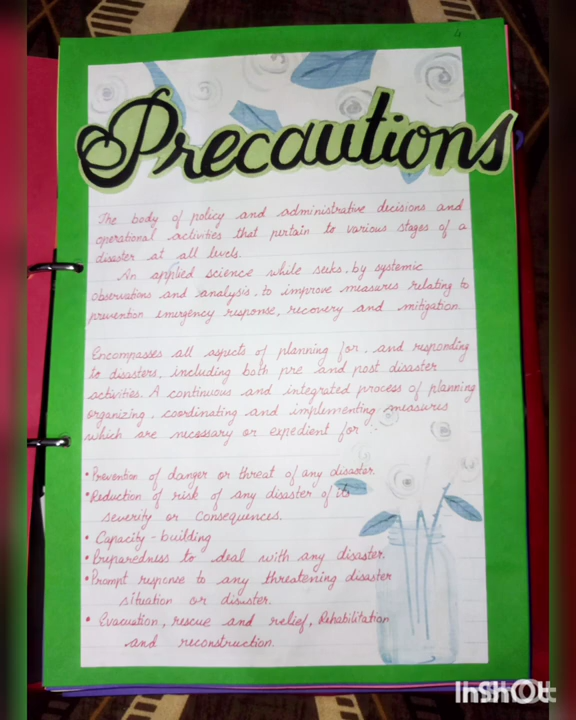 4
Precautions
The body of policy and administrative decisions and
operational activities that pertain to various stages of a
disaster at all levels.
An applied science while seeks, by systemic
observations and analysis, to improve measures relating to
prevention emergency response, recovery and mitigation.
Encompasses all aspects of planning for, and responding
to disasters, including both pre and post disaster
activities. A continuous and integrated process of planning
organizing, coordinating and implementing measures
which are necessary or expedient for
• Prevention of danger or threat of any disaster.
• Reduction of risk of any disaster of its
severity or consequences.
• Capacity - building
• Preparedness to deal with any disaster.
• Prompt response to any threatening disaster
situation or disaster.
• Evacuation, rescue and relief, Rehabilitation
and reconstruction.
InShOt